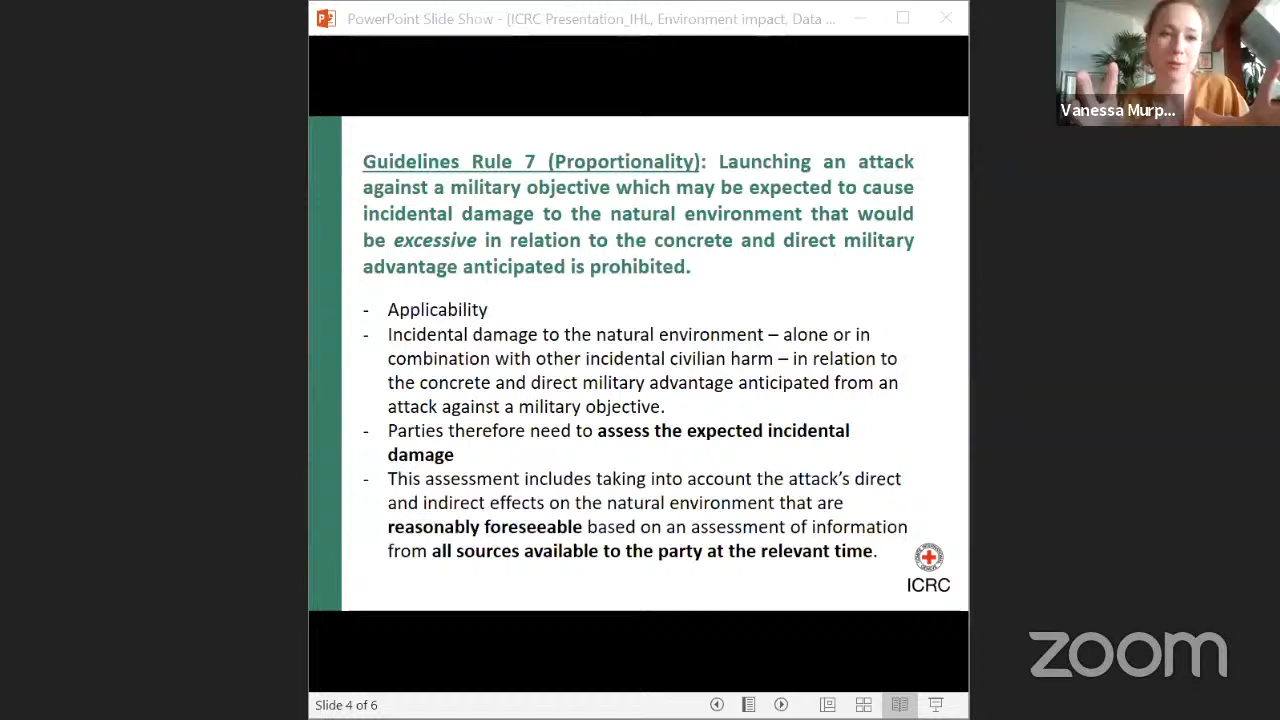 PowerPoint Slide Show - [ICRC Presentation_IHL, Environment impact, Data ...
Vanessa Murp...
Guidelines Rule 7 (Proportionality): Launching an attack
against a military objective which may be expected to cause
incidental damage to the natural environment that would
be excessive in relation to the concrete and direct military
advantage anticipated is prohibited.
- Applicability
- Incidental damage to the natural environment – alone or in
combination with other incidental civilian harm – in relation to
the concrete and direct military advantage anticipated from an
attack against a military objective.
- Parties therefore need to assess the expected incidental
damage
- This assessment includes taking into account the attack's direct
and indirect effects on the natural environment that are
reasonably foreseeable based on an assessment of information
from all sources available to the party at the relevant time.
ICRC
zoom
Slide 4 of 6